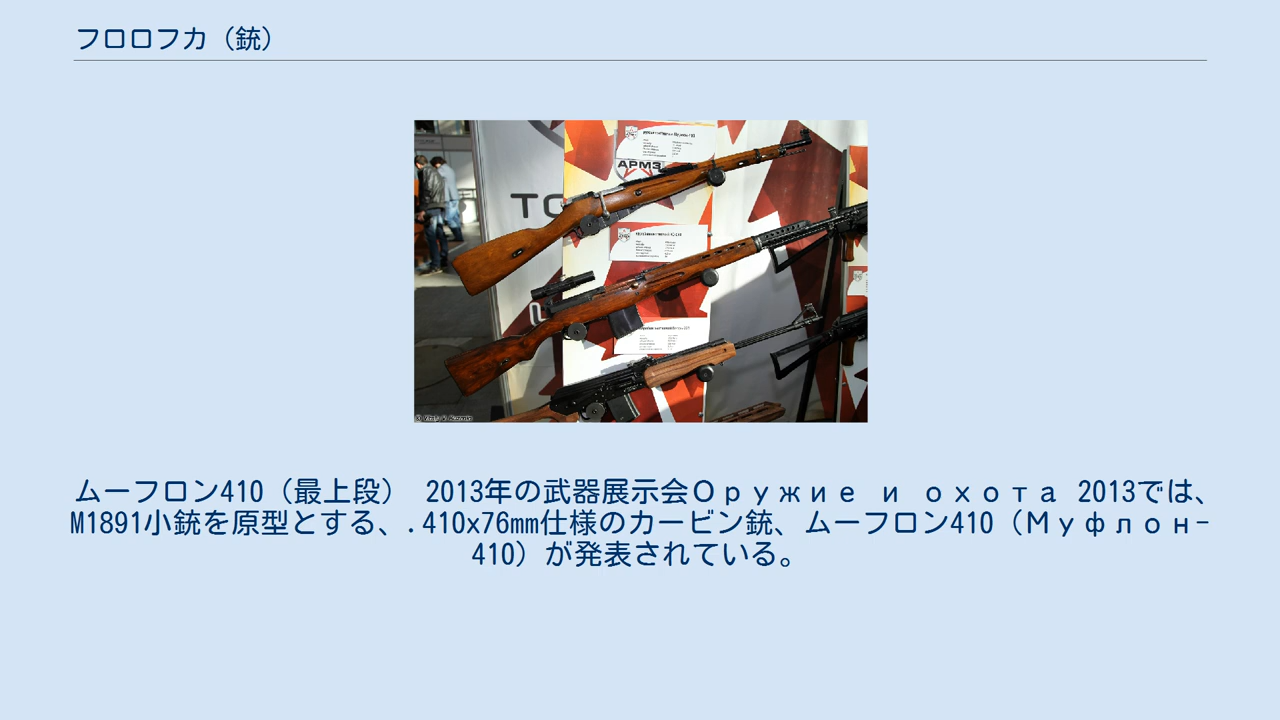 フロロフカ（銃）
АРМЗ
ТО
ムーフロン410（最上段） 2013年の武器展示会Оружие и охота 2013では、
M1891小銃を原型とする、.410x76mm仕様のカービン銃、ムーフロン410（Муфлон-
410）が発表されている。